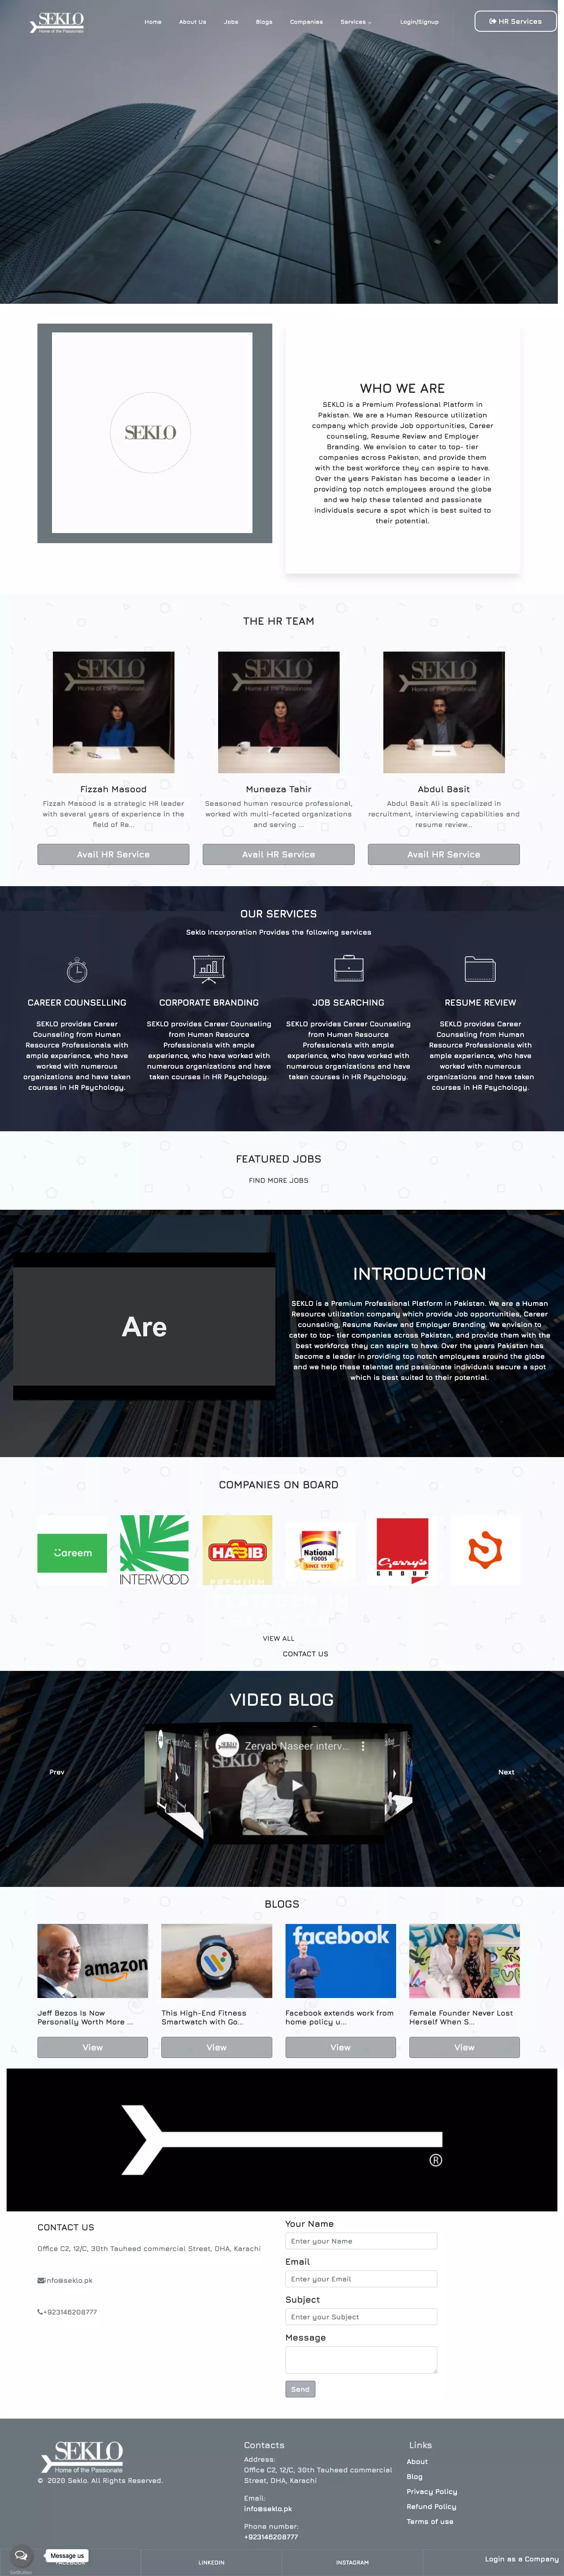 SEKLO
Home of the Passionate
Home
About Us
Jobs
Blogs
Companies
Services
Login/Signup
HR Services
SEKLO
WHO WE ARE
SEKLO is a Premium Professional Platform in
Pakistan. We are a Human Resource utilization
company which provide Job opportunities, Career
counseling, Resume Review and Employer
Branding. We envision to cater to top- tier
companies across Pakistan, and provide them
with the best workforce they can aspire to have.
Over the years Pakistan has become a leader in
providing top notch employees around the globe
and we help these talented and passionate
individuals secure a spot which is best suited to
their potential.
THE HR TEAM
SEKLO
Home of the Passionate
SEKLO
Home of the Passionate
SEKLO
Home of the Passionate
Fizzah Masood
Fizzah Masood is a strategic HR leader
with several years of experience in the
field of Re...
Avail HR Service
Muneeza Tahir
Seasoned human resource professional,
worked with multi-faceted organizations
and serving ...
Avail HR Service
Abdul Basit
Abdul Basit Ali is specialized in
recruitment, interviewing capabilities and
resume review...
Avail HR Service
OUR SERVICES
Seklo Incorporation Provides the following services
CAREER COUNSELLING
SEKLO provides Career
Counseling from Human
Resource Professionals with
ample experience, who have
worked with numerous
organizations and have taken
courses in HR Psychology.
CORPORATE BRANDING
SEKLO provides Career Counseling
from Human Resource
Professionals with ample
experience, who have worked with
numerous organizations and have
taken courses in HR Psychology.
JOB SEARCHING
SEKLO provides Career Counseling
from Human Resource
Professionals with ample
experience, who have worked with
numerous organizations and have
taken courses in HR Psychology.
RESUME REVIEW
SEKLO provides Career
Counseling from Human
Resource Professionals with
ample experience, who have
worked with numerous
organizations and have taken
courses in HR Psychology.
FEATURED JOBS
FIND MORE JOBS
Are
INTRODUCTION
SEKLO is a Premium Professional Platform in Pakistan. We are a Human
Resource utilization company which provide Job opportunities, Career
counseling, Resume Review and Employer Branding. We envision to
cater to top- tier companies across Pakistan, and provide them with the
best workforce they can aspire to have. Over the years Pakistan has
become a leader in providing top notch employees around the globe
and we help these talented and passionate individuals secure a spot
which is best suited to their potential.
COMPANIES ON BOARD
Careem
INTERWOOD
HABIB
PREMIUM
National
FOODS
SINCE 1970
Gerry's
GROUP
VIEW ALL
CONTACT US
VIDEO BLOG
Prev
Zeryab Naseer interv...
SEKLO
Next
BLOGS
amazon
facebook
Jeff Bezos Is Now
Personally Worth More ...
View
This High-End Fitness
Smartwatch with Go...
View
Facebook extends work from
home policy u...
View
Female Founder Never Lost
Herself When S...
View
®
CONTACT US
Office C2, 12/C, 30th Tauheed commercial Street, DHA, Karachi
info@seklo.pk
+923146208777
Your Name
Enter your Name
Email
Enter your Email
Subject
Enter your Subject
Message
Send
SEKLO
Home of the Passionate
© 2020 Seklo. All Rights Reserved.
Contacts
Address:
Office C2, 12/C, 30th Tauheed commercial
Street, DHA, Karachi
Email:
info@seklo.pk
Phone number:
+923146208777
Links
About
Blog
Privacy Policy
Refund Policy
Terms of use
Message us
FACEBOOK
LINKEDIN
INSTAGRAM
Login as a Company